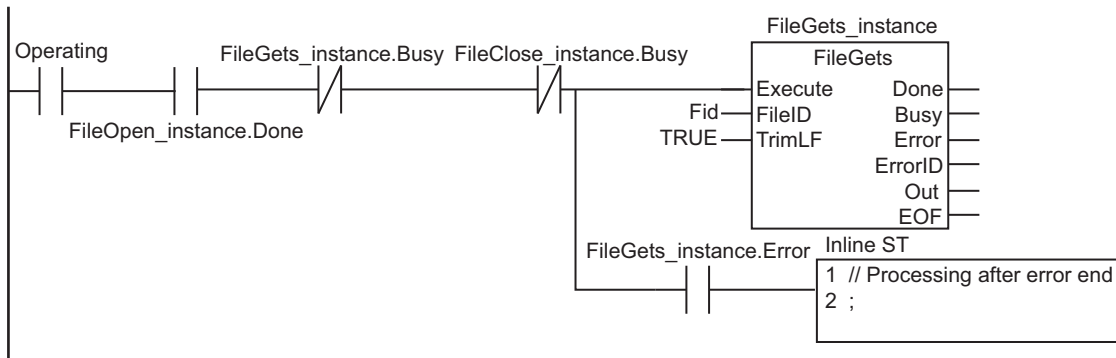 FileGets_instance
Operating
FileGets_instance.Busy
FileClose_instance.Busy
FileOpen_instance.Done
FileGets
Execute Done
Fid FileID Busy
TRUE TrimLF Error
ErrorID
Out
EOF
FileGets_instance.Error
Inline ST
1 // Processing after error end
2 ;